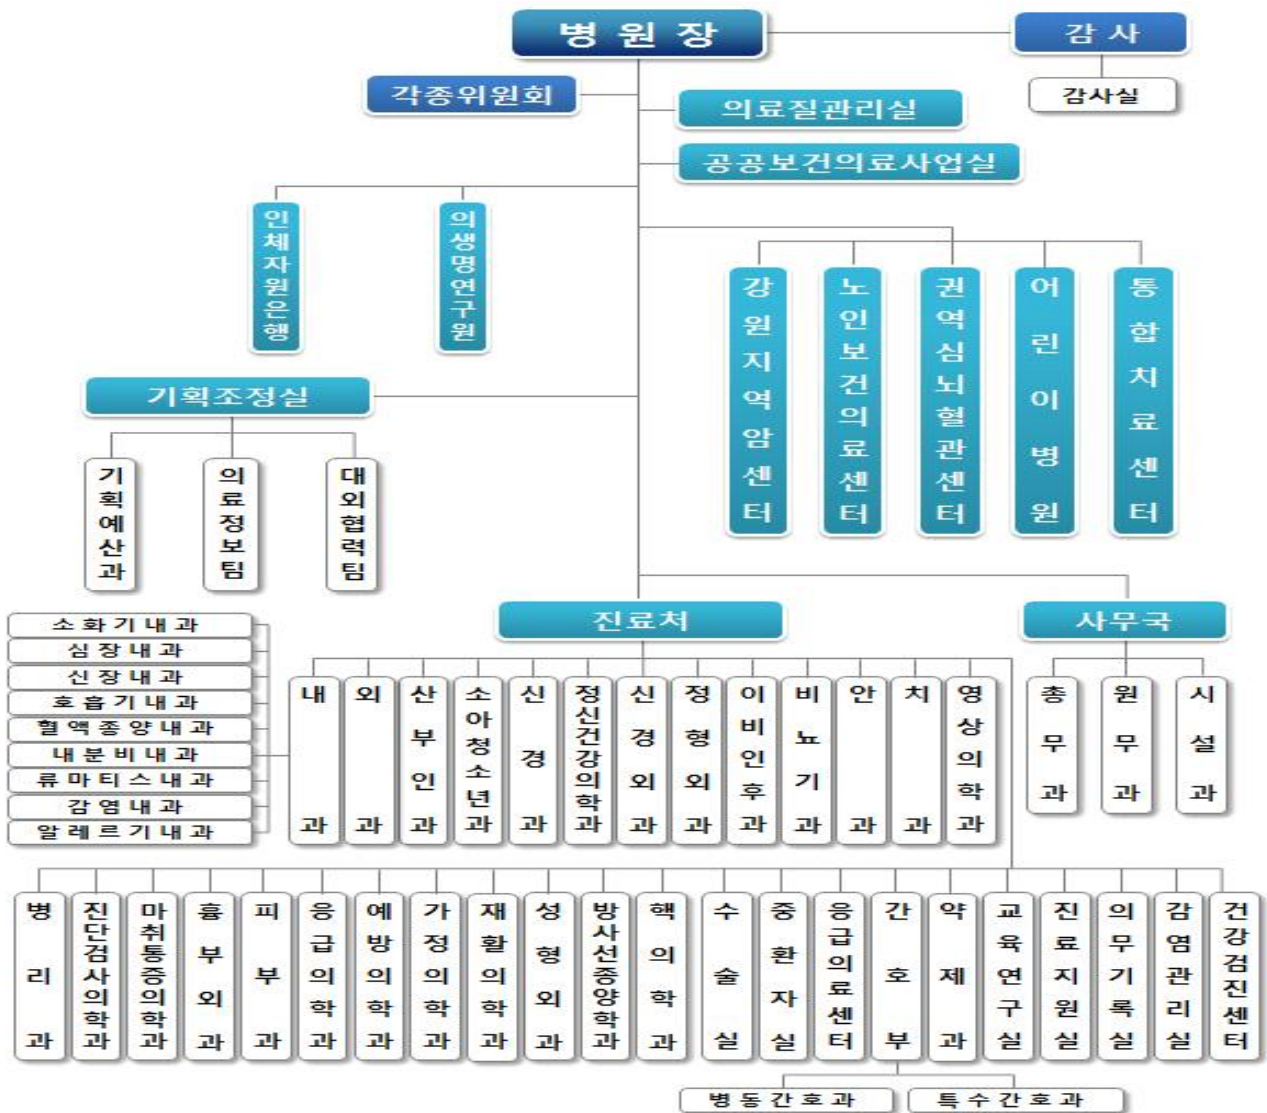 병원장
감사
각종위원회
감사실
의료질관리실
공공보건의료사업실
인체자원은행
의생명연구원
강원지역암센터
노인보건의료센터
권역심뇌혈관센터
어린이병원
통합치료센터
기획조정실
기획예산과
의료정보팀
대외협력팀
진료처
사무국
소화기내과
심장내과
신장내과
호흡기내과
혈액종양내과
내분비내과
류마티스내과
감염내과
알레르기내과
내과
외과
산부인과
소아청소년과
신경과
정신건강의학과
신경외과
정형외과
이비인후과
비뇨기과
안과
치과
영상의학과
총무과
원무과
시설과
병리과
진단검사의학과
마취통증의학과
흉부외과
피부과
응급의학과
예방의학과
가정의학과
재활의학과
성형외과
방사선종양학과
핵의학과
수술실
중환자실
응급의료센터
간호부
약제과
교육연구실
진료지원실
의무기록실
감염관리실
건강검진센터
병동간호과
특수간호과